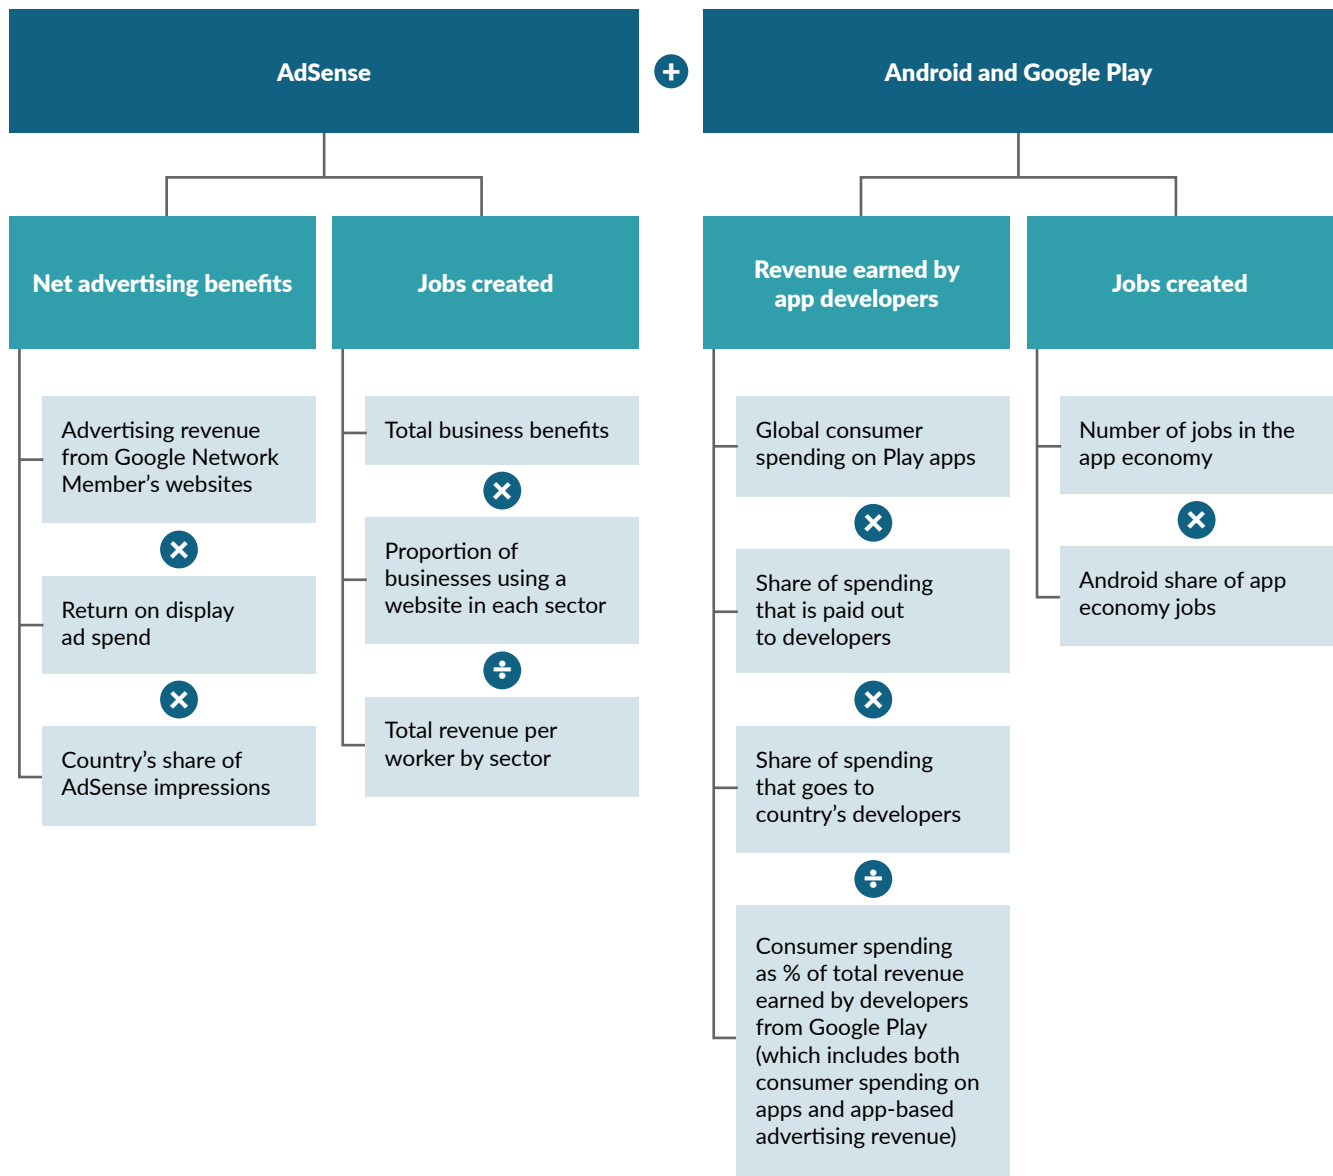 AdSense
+
Android and Google Play
Net advertising benefits
Jobs created
Revenue earned by
app developers
Jobs created
Advertising revenue
from Google Network
Member's websites
×
Return on display
ad spend
×
Country's share of
AdSense impressions
Total business benefits
×
Proportion of
businesses using a
website in each sector
÷
Total revenue per
worker by sector
Global consumer
spending on Play apps
×
Share of spending
that is paid out
to developers
×
Share of spending
that goes to
country's developers
÷
Consumer spending
as % of total revenue
earned by developers
from Google Play
(which includes both
consumer spending on
apps and app-based
advertising revenue)
Number of jobs in the
app economy
×
Android share of app
economy jobs